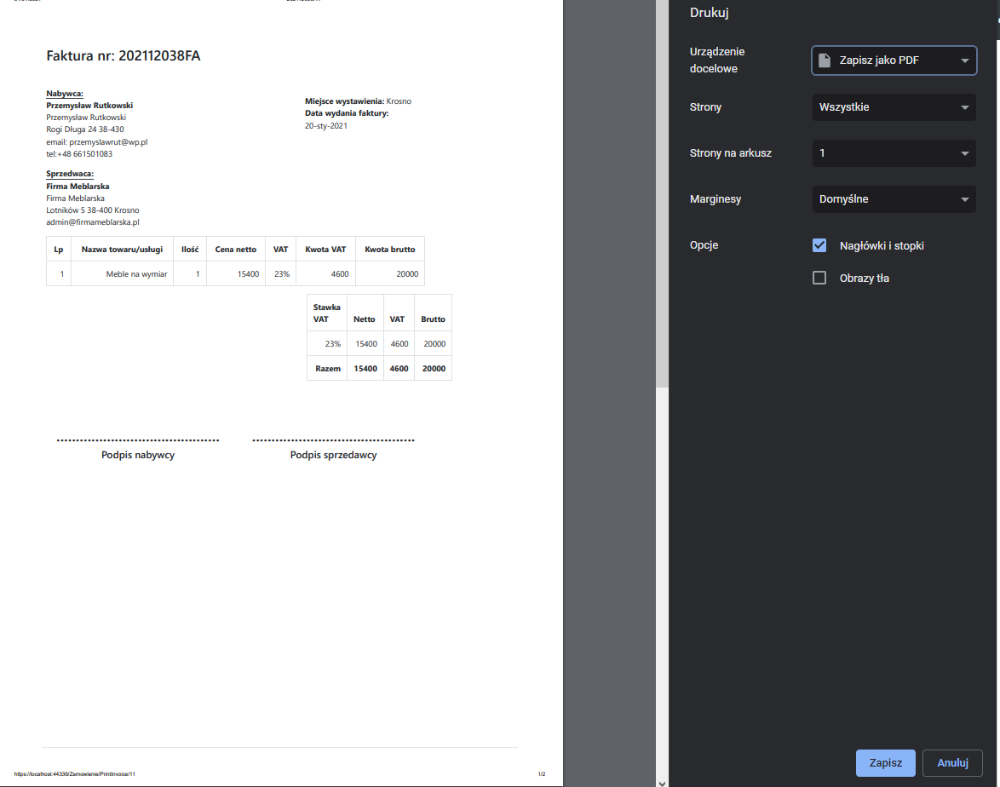 Faktura nr: 202112038FA
Nabywca:
Przemysław Rutkowski
Przemysław Rutkowski
Rogi Długa 24 38-430
email: przemyslawrut@wp.pl
tel:+48 661501083
Miejsce wystawienia: Krosno
Data wydania faktury:
20-sty-2021
Sprzedwaca:
Firma Meblarska
Firma Meblarska
Lotników 5 38-400 Krosno
admin@firmameblarska.pl
Lp Nazwa towaru/usługi Ilość Cena netto VAT Kwota VAT Kwota brutto
1 Meble na wymiar 1 15400 23% 4600 20000
Stawka VAT Netto VAT Brutto
23% 15400 4600 20000
Razem 15400 4600 20000
Podpis nabywcy Podpis sprzedawcy
https://localhost:44336/Zamowienie/PrintInvoice/11 1/2
Drukuj
Urządzenie docelowe Zapisz jako PDF
Strony Wszystkie
Strony na arkusz 1
Marginesy Domyślne
Opcje Nagłówki i stopki
Obrazy tła
Zapisz Anuluj